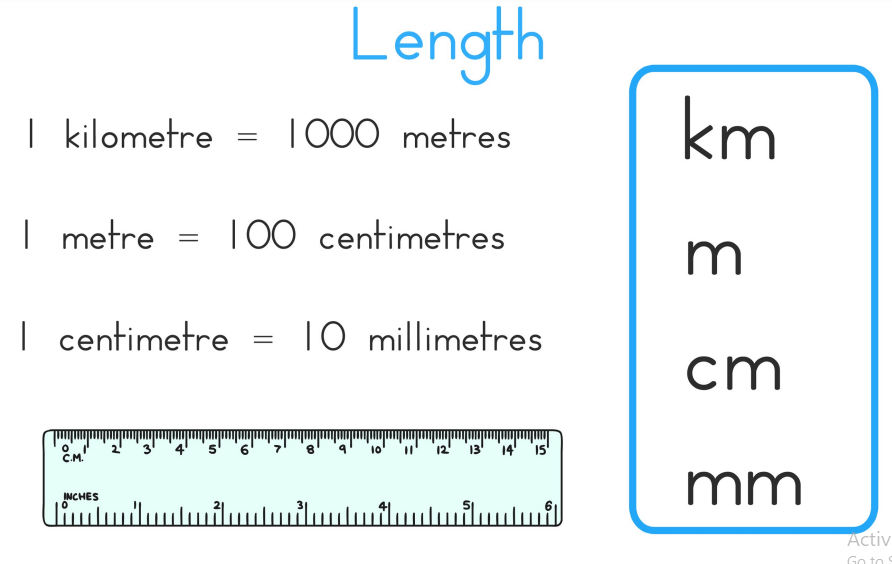 Length
1 kilometre = 1000 metres
1 metre = 100 centimetres
1 centimetre = 10 millimetres
km
m
cm
mm
0 1 2 3 4 5 6 7 8 9 10 11 12 13 14 15
C.M.
INCHES
0 1 2 3 4 5 6
Activ
Go to